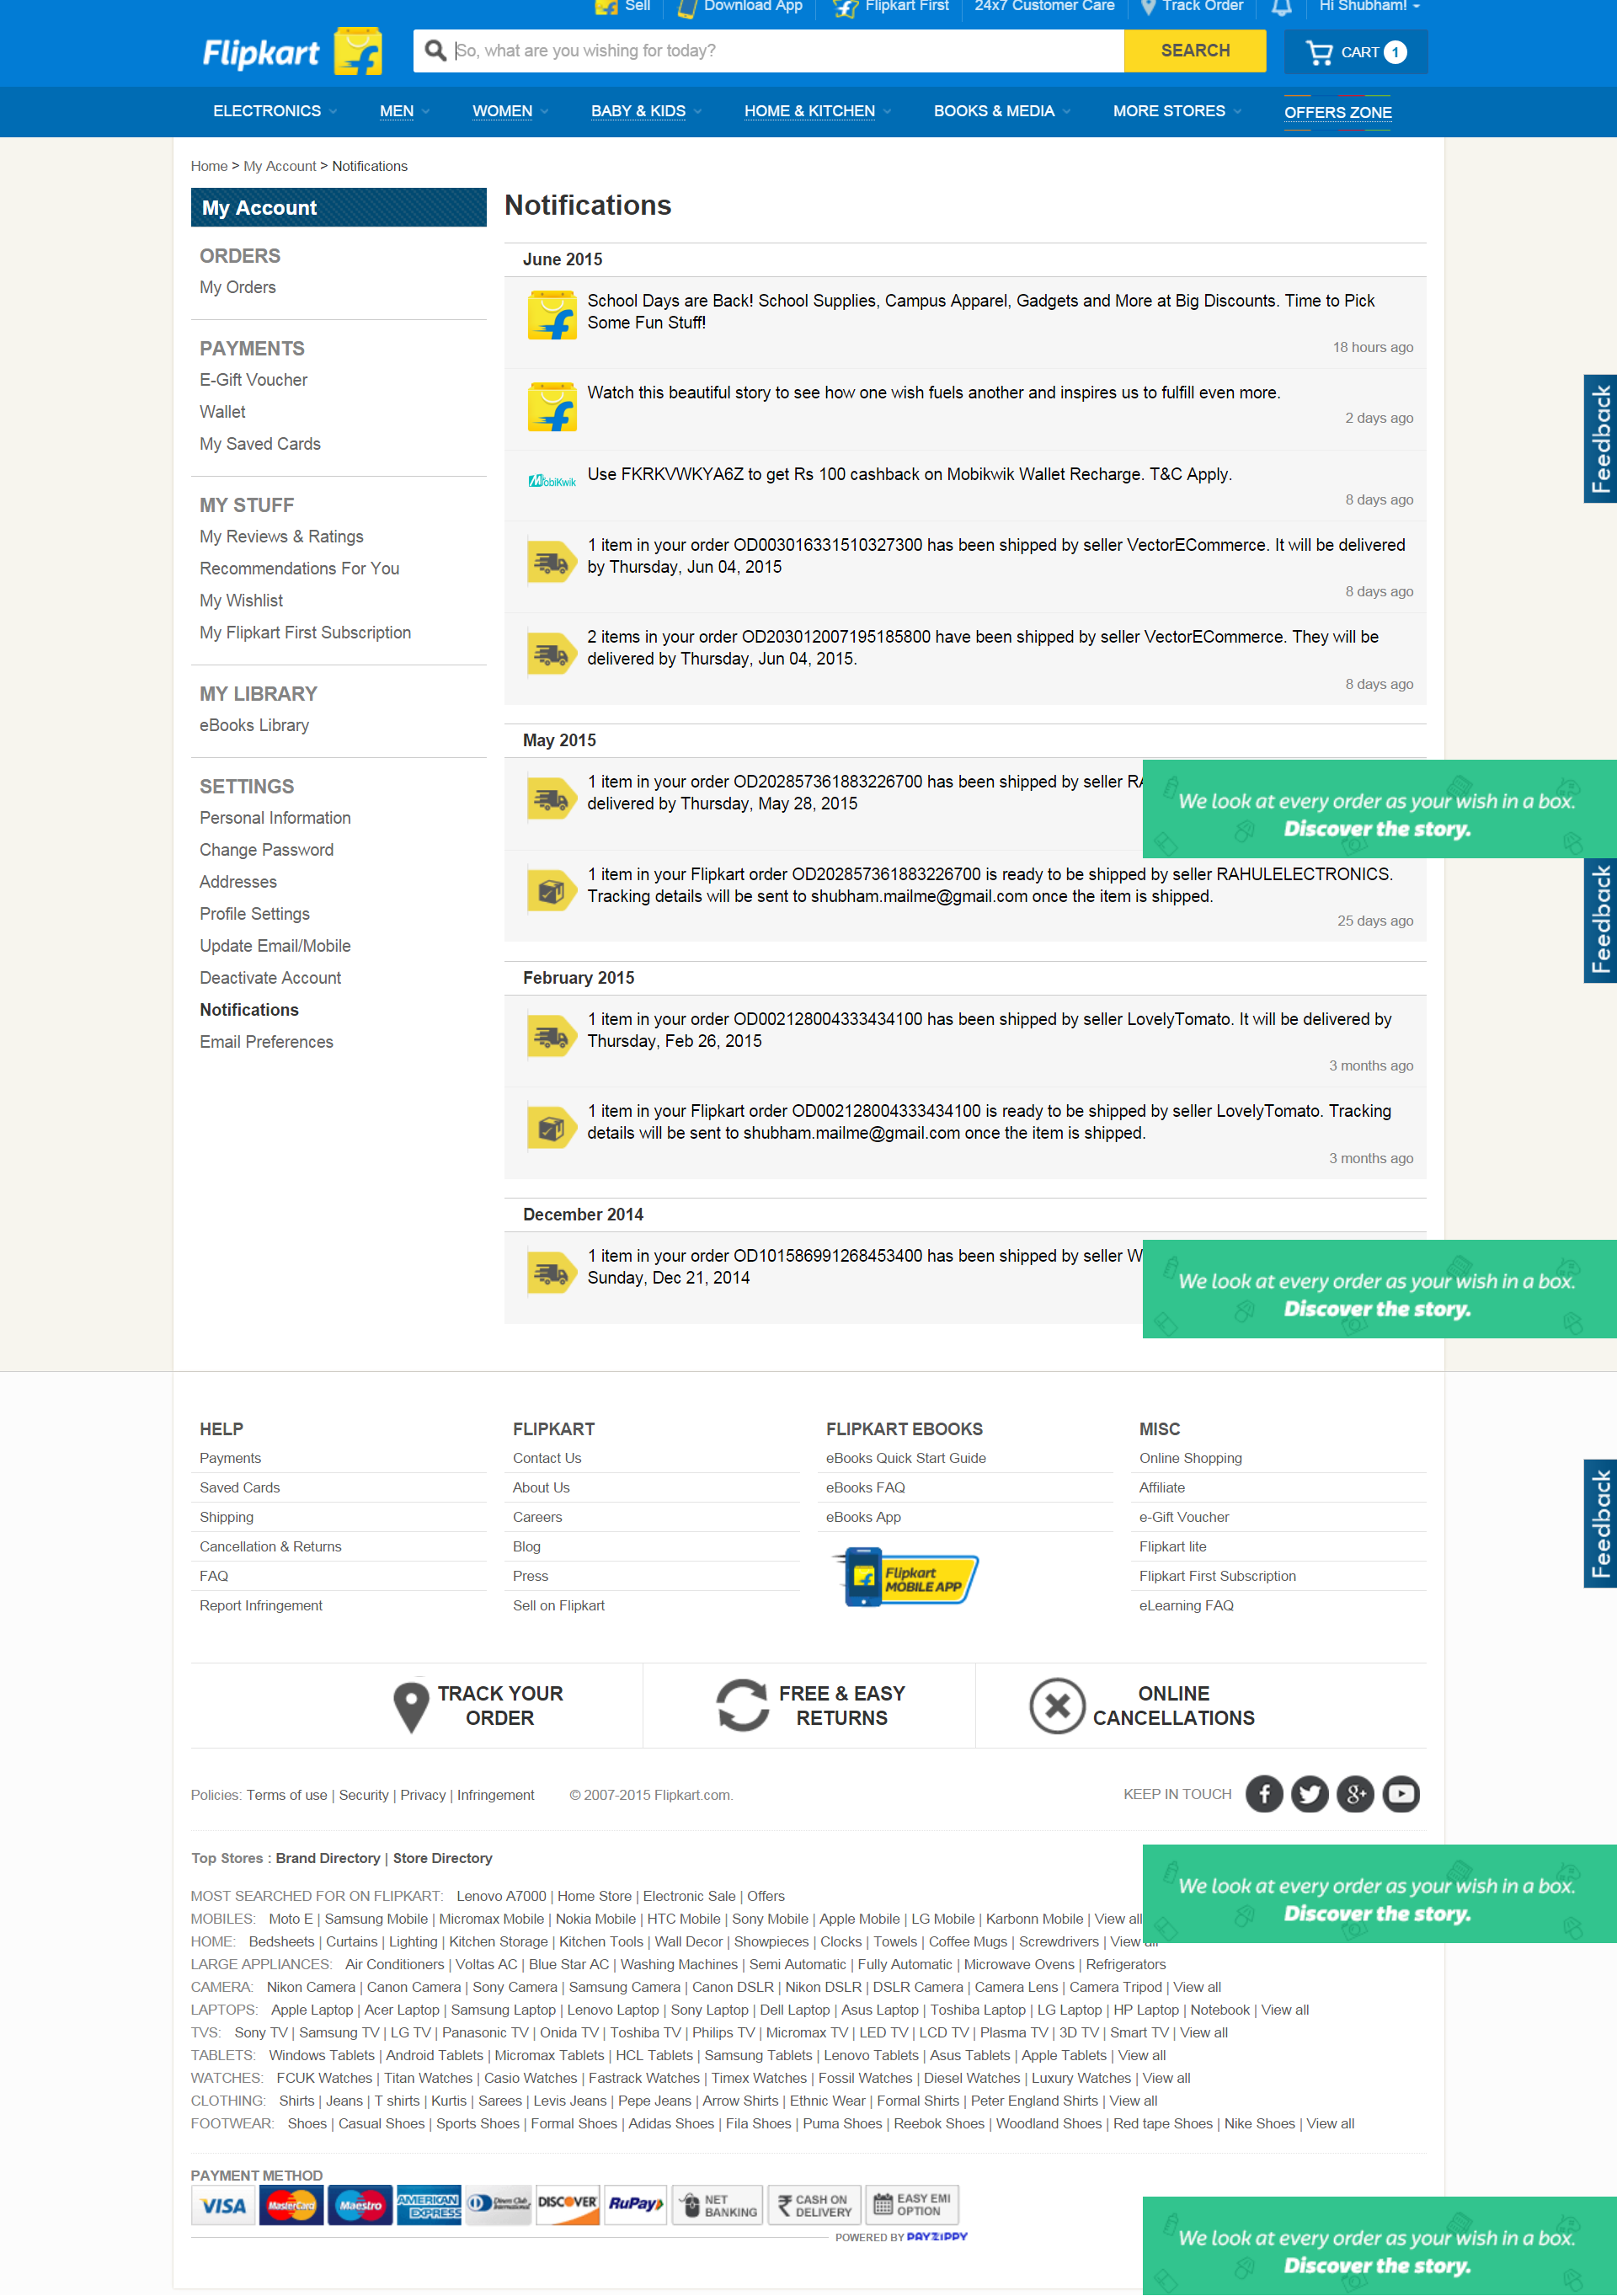 Sell
Download App
Flipkart First
24x7 Customer Care
Track Order
Hi Shubham!
Flipkart
So, what are you wishing for today?
SEARCH
CART 1
ELECTRONICS
MEN
WOMEN
BABY & KIDS
HOME & KITCHEN
BOOKS & MEDIA
MORE STORES
OFFERS ZONE
Home > My Account > Notifications
My Account
ORDERS
My Orders
PAYMENTS
E-Gift Voucher
Wallet
My Saved Cards
MY STUFF
My Reviews & Ratings
Recommendations For You
My Wishlist
My Flipkart First Subscription
MY LIBRARY
eBooks Library
SETTINGS
Personal Information
Change Password
Addresses
Profile Settings
Update Email/Mobile
Deactivate Account
Notifications
Email Preferences
Notifications
June 2015
School Days are Back! School Supplies, Campus Apparel, Gadgets and More at Big Discounts. Time to Pick
Some Fun Stuff!
18 hours ago
Watch this beautiful story to see how one wish fuels another and inspires us to fulfill even more.
2 days ago
MobiKwik
Use FKRKVWKYA6Z to get Rs 100 cashback on Mobikwik Wallet Recharge. T&C Apply.
8 days ago
1 item in your order OD003016331510327300 has been shipped by seller VectorECommerce. It will be delivered
by Thursday, Jun 04, 2015
8 days ago
2 items in your order OD203012007195185800 have been shipped by seller VectorECommerce. They will be
delivered by Thursday, Jun 04, 2015.
8 days ago
May 2015
1 item in your order OD202857361883226700 has been shipped by seller
delivered by Thursday, May 28, 2015
We look at every order as your wish in a box.
Discover the story.
1 item in your Flipkart order OD202857361883226700 is ready to be shipped by seller RAHULELECTRONICS.
Tracking details will be sent to shubham.mailme@gmail.com once the item is shipped.
25 days ago
February 2015
1 item in your order OD002128004333434100 has been shipped by seller LovelyTomato. It will be delivered by
Thursday, Feb 26, 2015
3 months ago
1 item in your Flipkart order OD002128004333434100 is ready to be shipped by seller LovelyTomato. Tracking
details will be sent to shubham.mailme@gmail.com once the item is shipped.
3 months ago
December 2014
1 item in your order OD101586991268453400 has been shipped by seller W
Sunday, Dec 21, 2014
We look at every order as your wish in a box.
Discover the story.
Feedback
Feedback
Feedback
HELP
Payments
Saved Cards
Shipping
Cancellation & Returns
FAQ
Report Infringement
FLIPKART
Contact Us
About Us
Careers
Blog
Press
Sell on Flipkart
FLIPKART EBOOKS
eBooks Quick Start Guide
eBooks FAQ
eBooks App
Flipkart
MOBILE APP
MISC
Online Shopping
Affiliate
e-Gift Voucher
Flipkart lite
Flipkart First Subscription
eLearning FAQ
TRACK YOUR
ORDER
FREE & EASY
RETURNS
ONLINE
CANCELLATIONS
Policies: Terms of use | Security | Privacy | Infringement
© 2007-2015 Flipkart.com.
KEEP IN TOUCH
Top Stores : Brand Directory | Store Directory
We look at every order as your wish in a box.
Discover the story.
MOST SEARCHED FOR ON FLIPKART: Lenovo A7000 | Home Store | Electronic Sale | Offers
MOBILES: Moto E | Samsung Mobile | Micromax Mobile | Nokia Mobile | HTC Mobile | Sony Mobile | Apple Mobile | LG Mobile | Karbonn Mobile | View all
HOME: Bedsheets | Curtains | Lighting | Kitchen Storage | Kitchen Tools | Wall Decor | Showpieces | Clocks | Towels | Coffee Mugs | Screwdrivers | View all
LARGE APPLIANCES: Air Conditioners | Voltas AC | Blue Star AC | Washing Machines | Semi Automatic | Fully Automatic | Microwave Ovens | Refrigerators
CAMERA: Nikon Camera | Canon Camera | Sony Camera | Samsung Camera | Canon DSLR | Nikon DSLR | DSLR Camera | Camera Lens | Camera Tripod | View all
LAPTOPS: Apple Laptop | Acer Laptop | Samsung Laptop | Lenovo Laptop | Sony Laptop | Dell Laptop | Asus Laptop | Toshiba Laptop | LG Laptop | HP Laptop | Notebook | View all
TVS: Sony TV | Samsung TV | LG TV | Panasonic TV | Onida TV | Toshiba TV | Philips TV | Micromax TV | LED TV | LCD TV | Plasma TV | 3D TV | Smart TV | View all
TABLETS: Windows Tablets | Android Tablets | Micromax Tablets | HCL Tablets | Samsung Tablets | Lenovo Tablets | Asus Tablets | Apple Tablets | View all
WATCHES: FCUK Watches | Titan Watches | Casio Watches | Fastrack Watches | Timex Watches | Fossil Watches | Diesel Watches | Luxury Watches | View all
CLOTHING: Shirts | Jeans | T shirts | Kurtis | Sarees | Levis Jeans | Pepe Jeans | Arrow Shirts | Ethnic Wear | Formal Shirts | Peter England Shirts | View all
FOOTWEAR: Shoes | Casual Shoes | Sports Shoes | Formal Shoes | Adidas Shoes | Fila Shoes | Puma Shoes | Reebok Shoes | Woodland Shoes | Red tape Shoes | Nike Shoes | View all
PAYMENT METHOD
VISA
MasterCard
Maestro
AMERICAN EXPRESS
Diners Club International
DISCOVER
RuPay
NET BANKING
CASH ON DELIVERY
EASY EMI OPTION
POWERED BY PAYZIPPY
We look at every order as your wish in a box.
Discover the story.